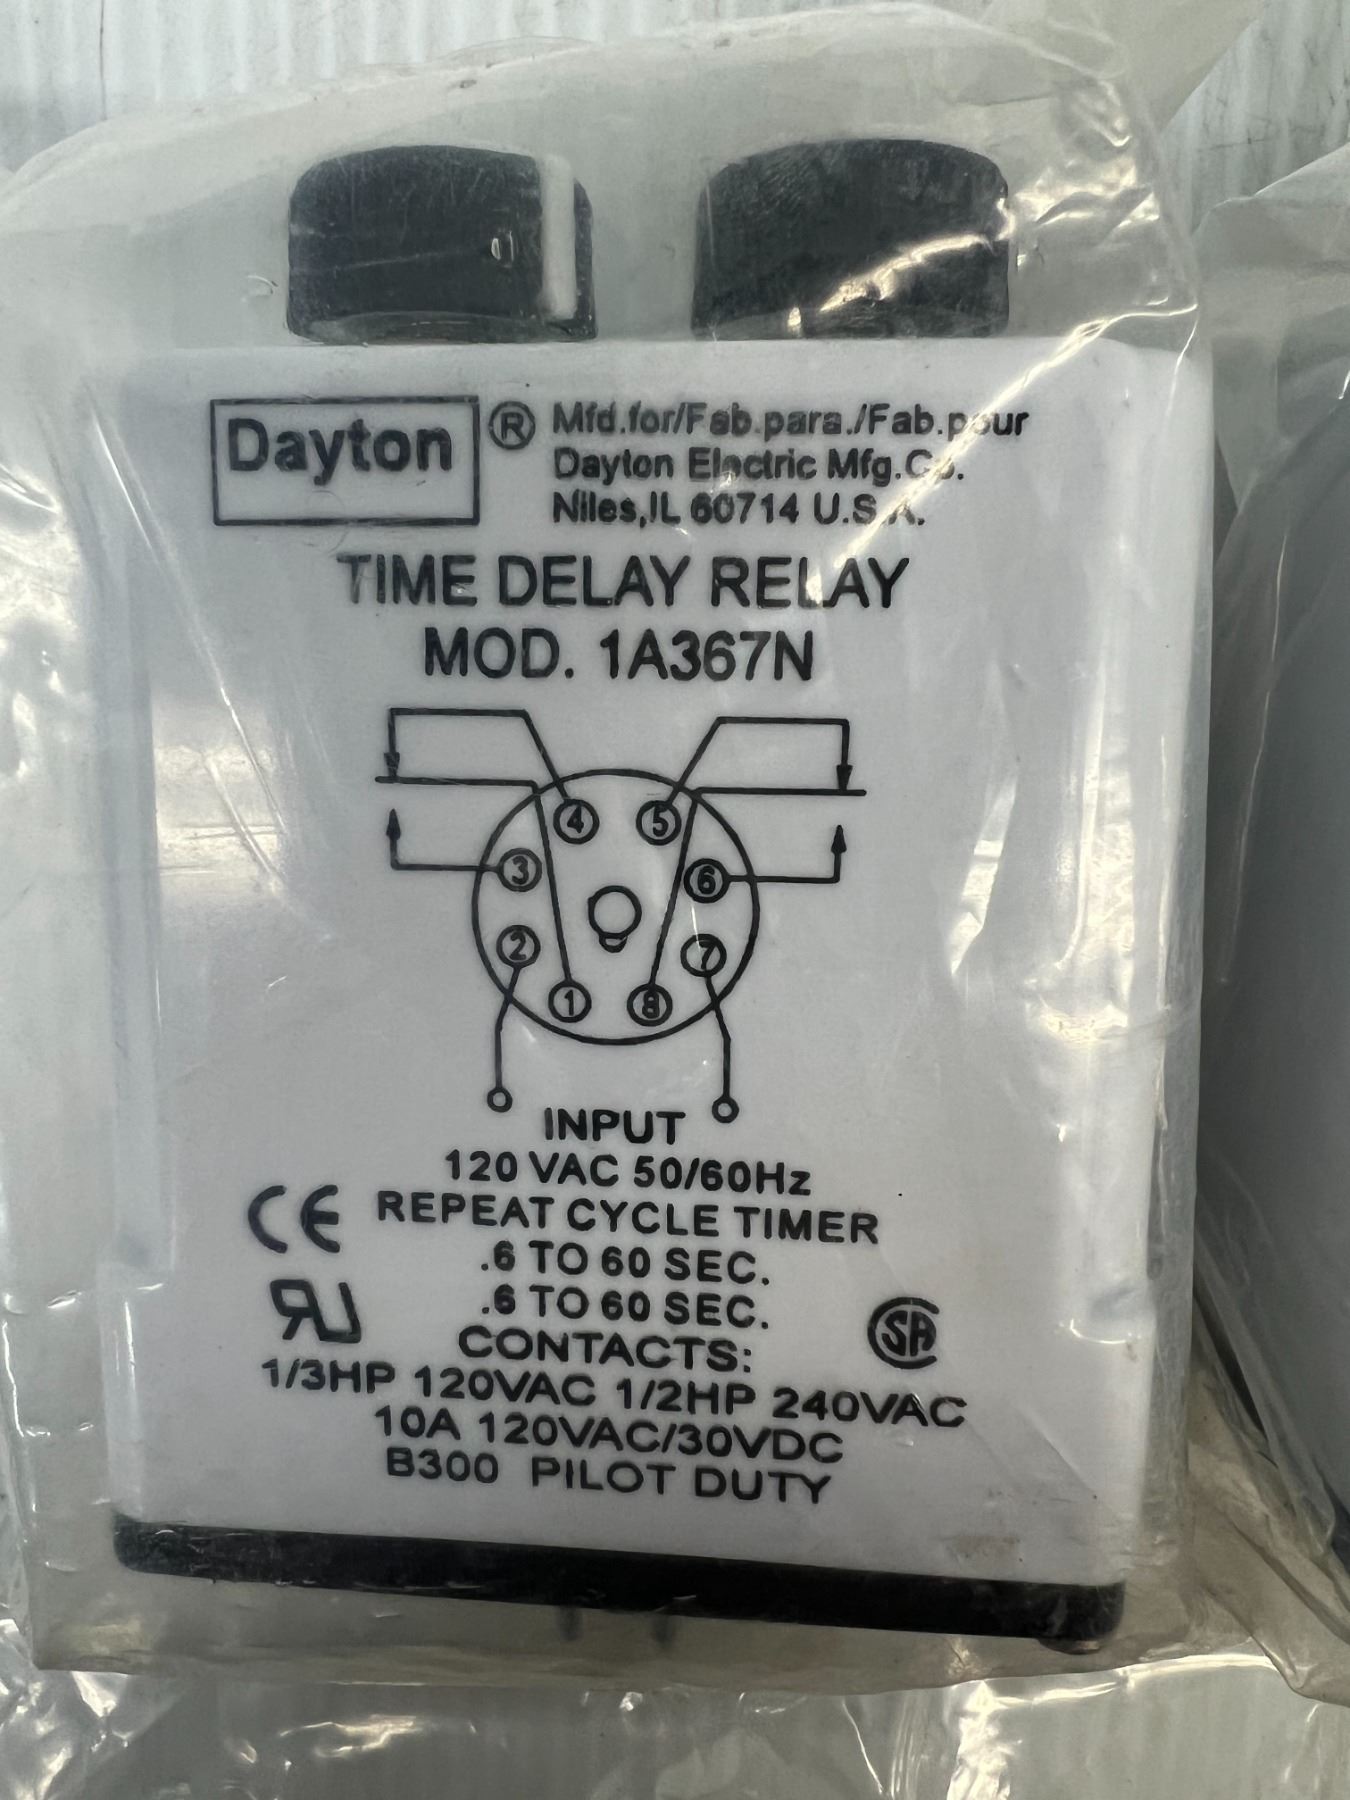 Dayton ® Mfd.for/Fab.para./Fab.pour
Dayton Electric Mfg.Co.
Niles,IL 60714 U.S.A.
TIME DELAY RELAY
MOD. 1A367N
4 5
3 6
2 7
1 8
INPUT
120 VAC 50/60Hz
CE REPEAT CYCLE TIMER
.6 TO 60 SEC.
.6 TO 60 SEC.
RU SA
CONTACTS:
1/3HP 120VAC 1/2HP 240VAC
10A 120VAC/30VDC
B300 PILOT DUTY